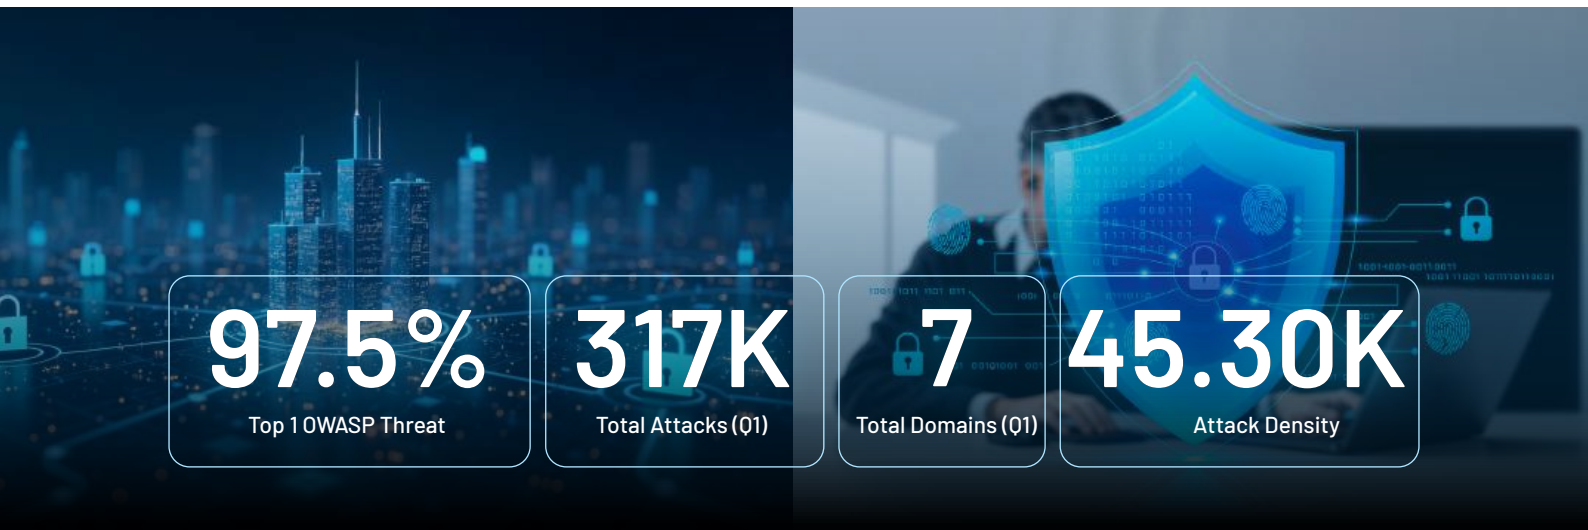 97.5%
Top 1 OWASP Threat
317K
Total Attacks (Q1)
7
Total Domains (Q1)
45.30K
Attack Density